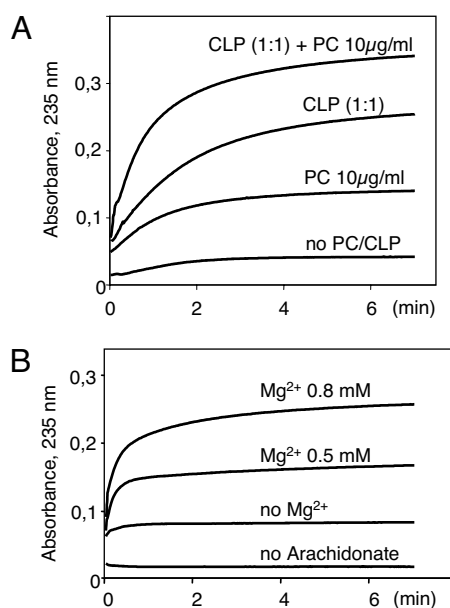 A
CLP (1:1) + PC 10µg/ml
0,3
CLP (1:1)
0,2
PC 10µg/ml
0,1
no PC/CLP
0
0 2 4 6 (min)
Absorbance, 235 nm
B
0,3
Mg²⁺ 0.8 mM
0,2
Mg²⁺ 0.5 mM
0,1
no Mg²⁺
no Arachidonate
0
0 2 4 6 (min)
Absorbance, 235 nm